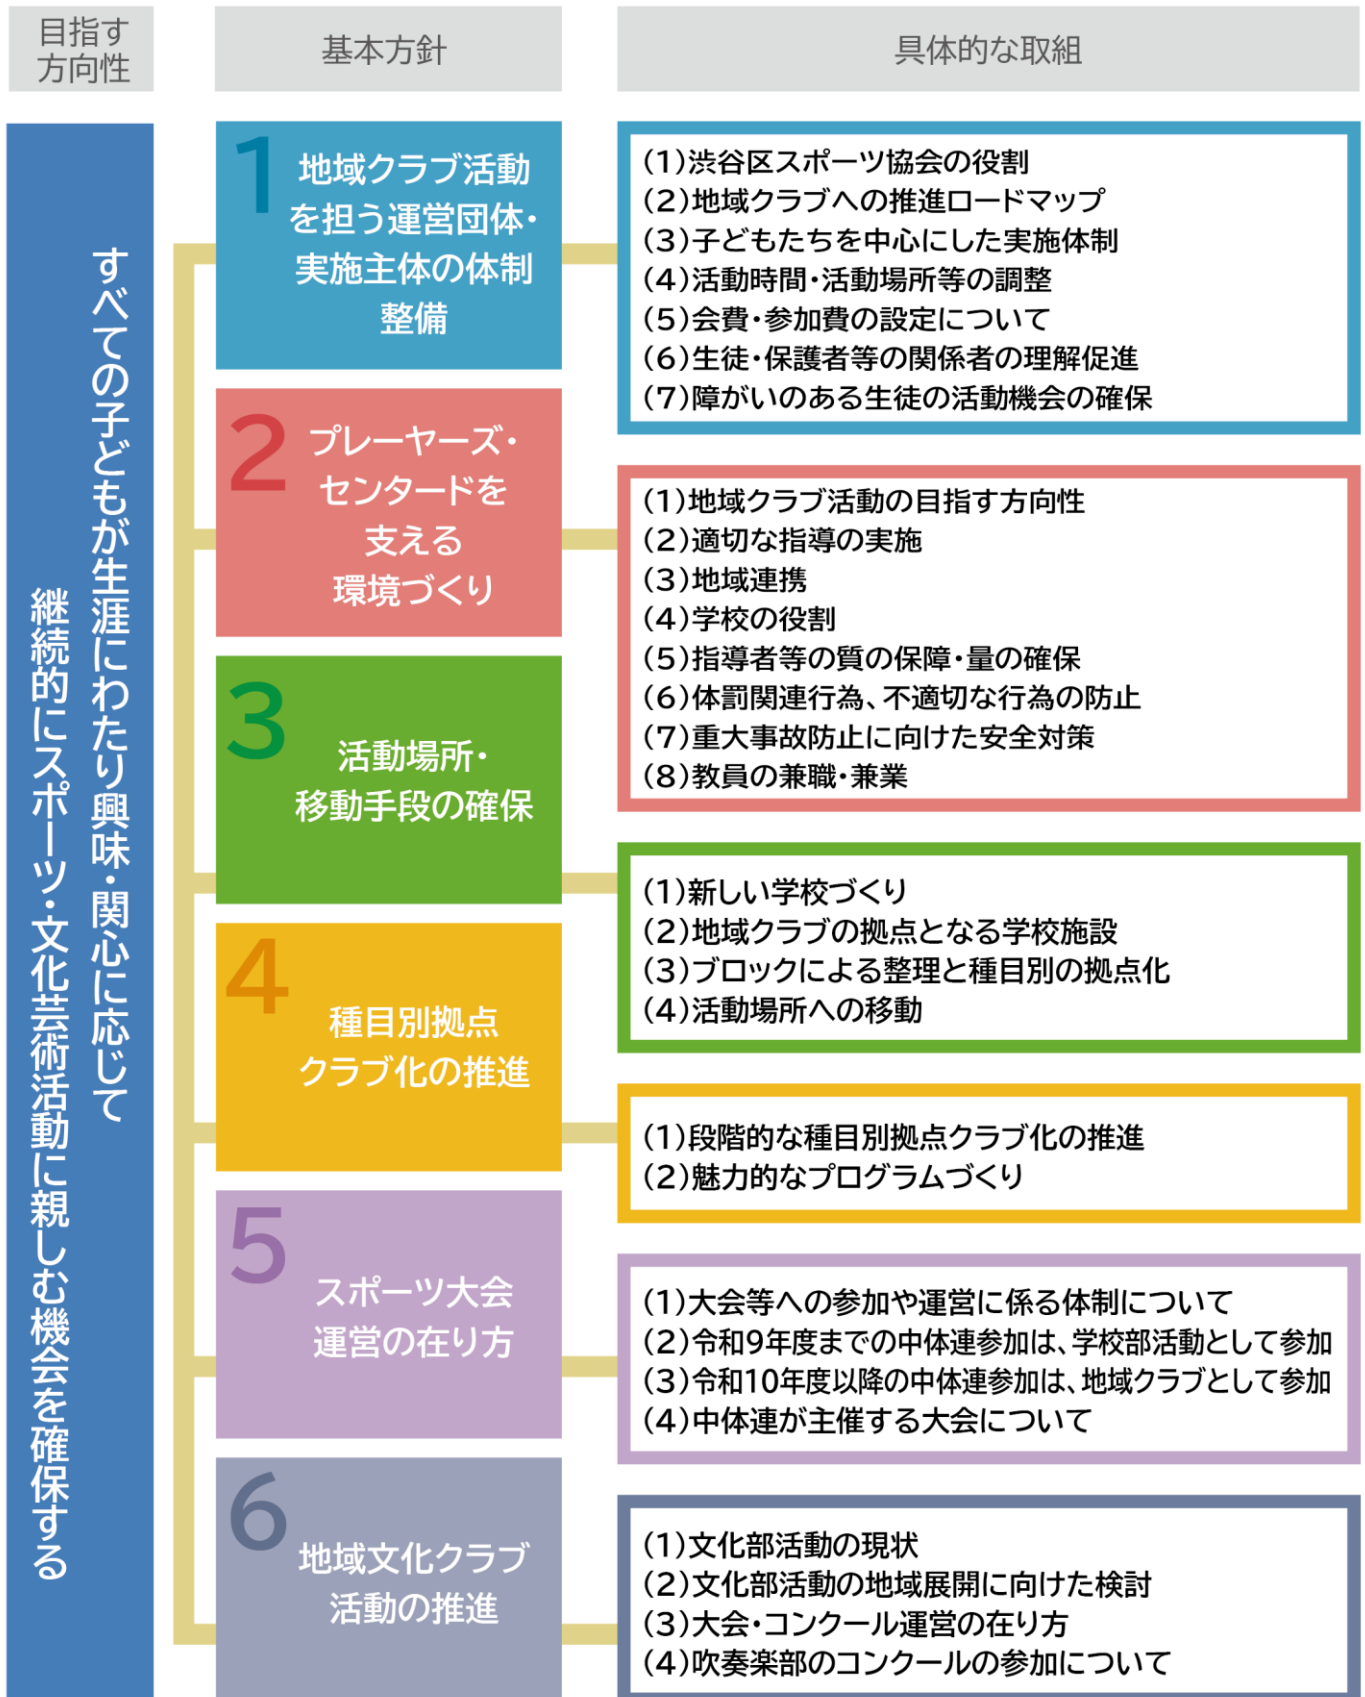 目指す
方向性
基本方針
具体的な取組
すべての子どもが生涯にわたり興味・関心に応じて
継続的にスポーツ・文化芸術活動に親しむ機会を確保する
1
地域クラブ活動
を担う運営団体・
実施主体の体制
整備
(1)渋谷区スポーツ協会の役割
(2)地域クラブへの推進ロードマップ
(3)子どもたちを中心にした実施体制
(4)活動時間・活動場所等の調整
(5)会費・参加費の設定について
(6)生徒・保護者等の関係者の理解促進
(7)障がいのある生徒の活動機会の確保
2
プレーヤーズ・
センタードを
支える
環境づくり
(1)地域クラブ活動の目指す方向性
(2)適切な指導の実施
(3)地域連携
(4)学校の役割
(5)指導者等の質の保障・量の確保
(6)体罰関連行為、不適切な行為の防止
(7)重大事故防止に向けた安全対策
(8)教員の兼職・兼業
3
活動場所・
移動手段の確保
(1)新しい学校づくり
(2)地域クラブの拠点となる学校施設
(3)ブロックによる整理と種目別の拠点化
(4)活動場所への移動
4
種目別拠点
クラブ化の推進
(1)段階的な種目別拠点クラブ化の推進
(2)魅力的なプログラムづくり
5
スポーツ大会
運営の在り方
(1)大会等への参加や運営に係る体制について
(2)令和9年度までの中体連参加は、学校部活動として参加
(3)令和10年度以降の中体連参加は、地域クラブとして参加
(4)中体連が主催する大会について
6
地域文化クラブ
活動の推進
(1)文化部活動の現状
(2)文化部活動の地域展開に向けた検討
(3)大会・コンクール運営の在り方
(4)吹奏楽部のコンクールの参加について